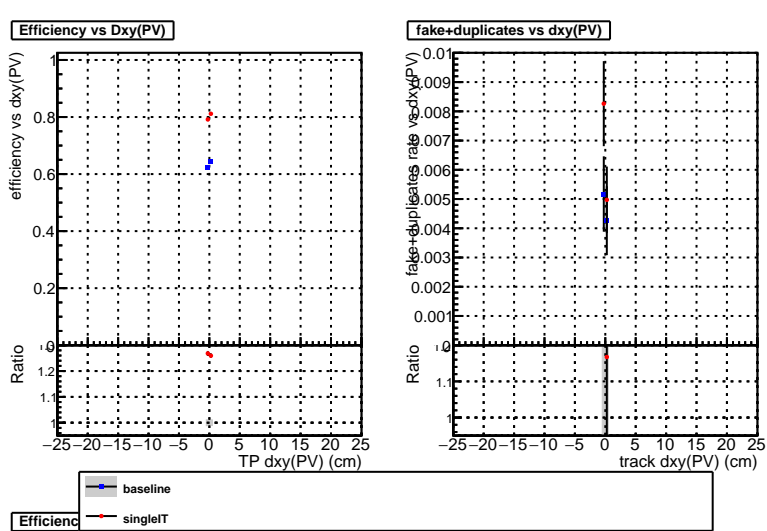 Efficiency vs Dxy(PV)
efficiency vs dxy(PV)
1
0.8
0.6
0.4
0.2
0
Ratio
1.2
1.1
1
−25 −20 −15 −10 −5 0 5 10 15 20 25
TP dxy(PV) (cm)
fake+duplicates vs dxy(PV)
fake+duplicates rate vs dxy(PV)
0.01
0.009
0.008
0.007
0.006
0.005
0.004
0.003
0.002
0.001
0
Ratio
1.1
1
−25 −20 −15 −10 −5 0 5 10 15 20 25
track dxy(PV) (cm)
baseline
singleIT
Efficienc